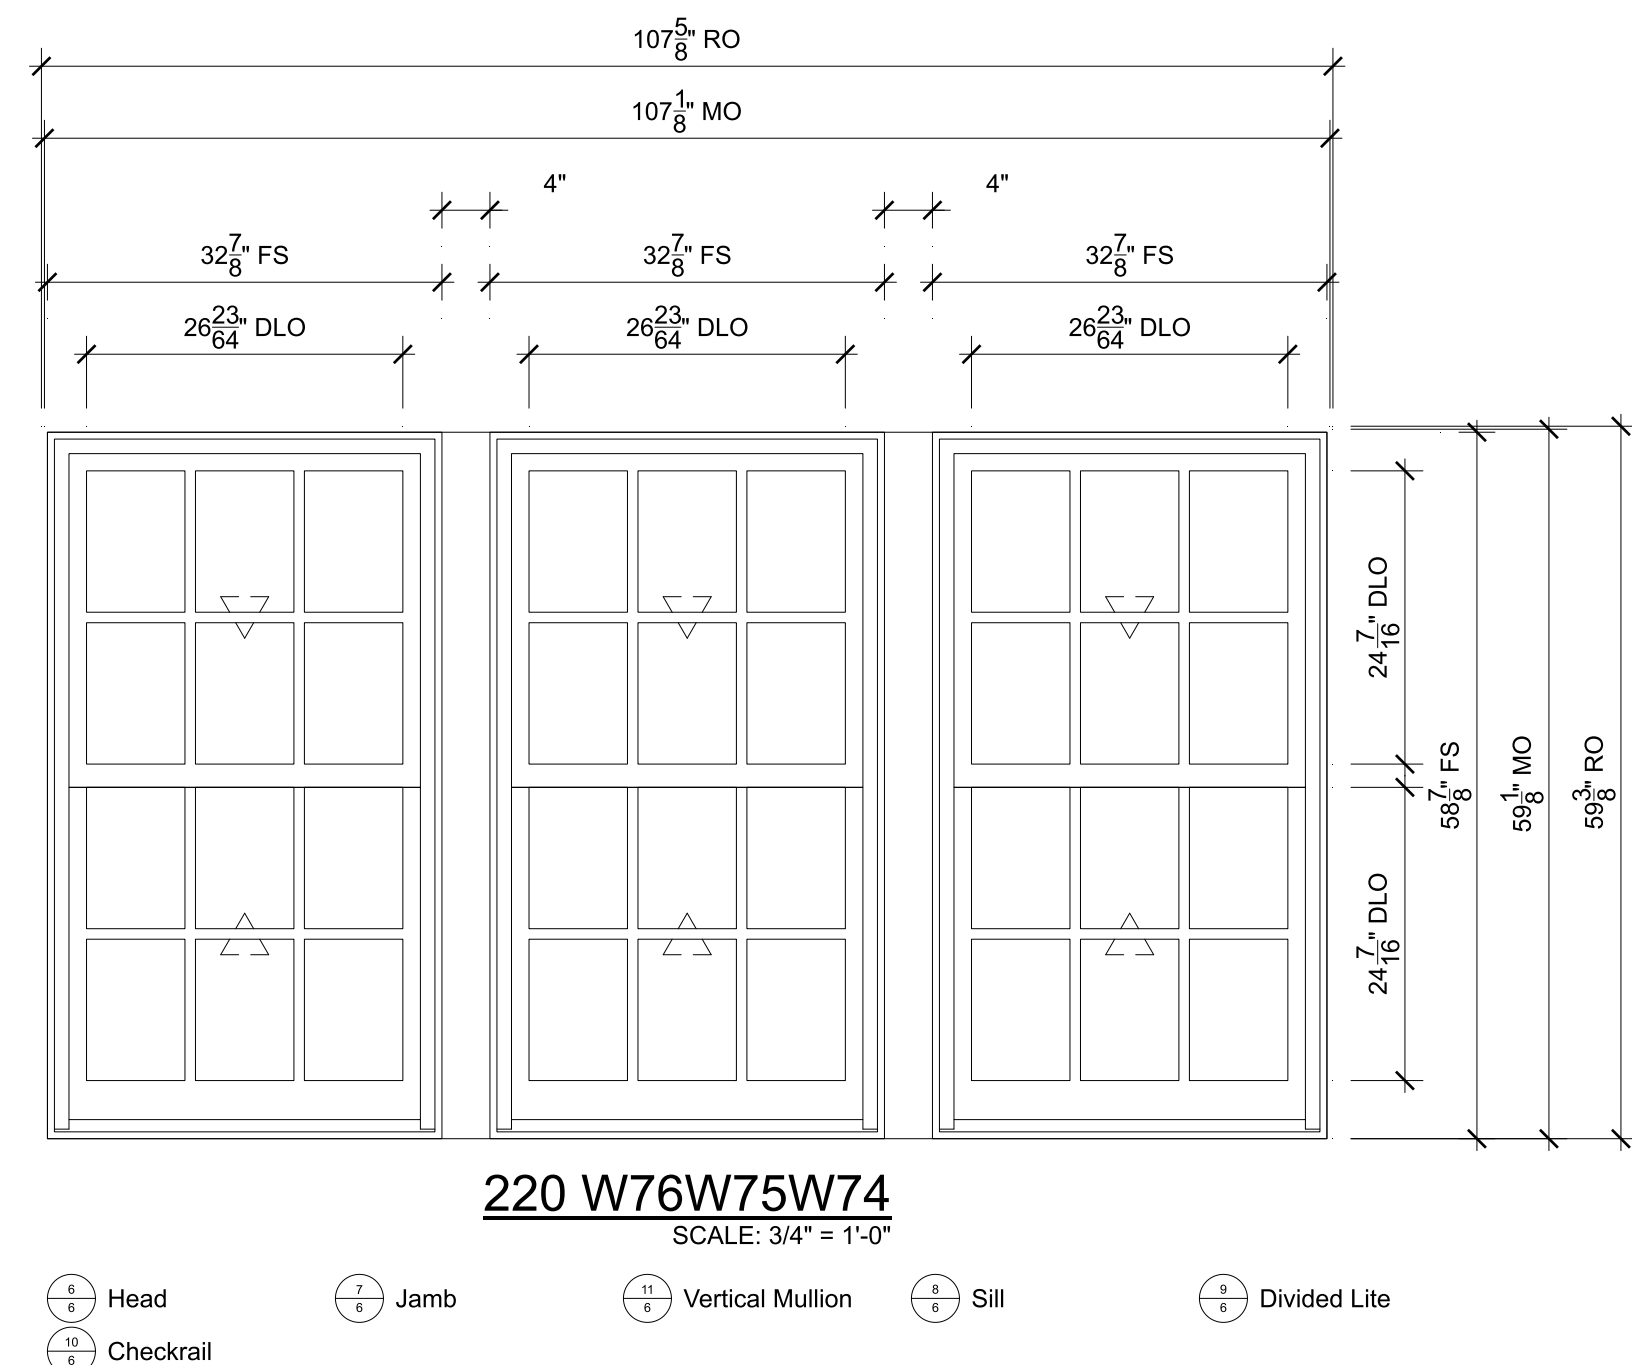 107 5/8" RO
107 1/8" MO
4" 4"
32 7/8" FS 32 7/8" FS 32 7/8" FS
26 23/64" DLO 26 23/64" DLO 26 23/64" DLO
24 7/16" DLO
58 7/8" FS
59 1/8" MO
59 3/8" RO
24 7/16" DLO
220 W76W75W74
SCALE: 3/4" = 1'-0"
6/6 Head 7/6 Jamb 11/6 Vertical Mullion 8/6 Sill 9/6 Divided Lite
10/6 Checkrail